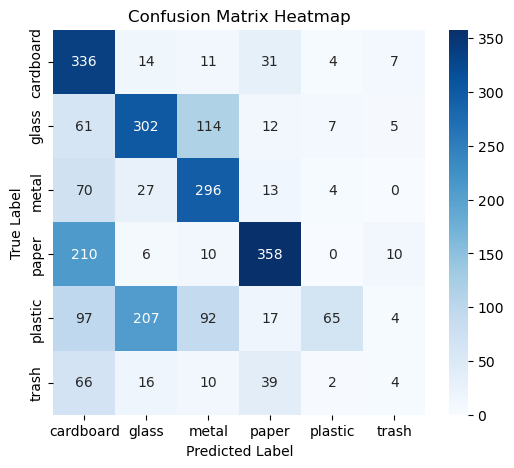 Confusion Matrix Heatmap
True Label
cardboard 336 14 11 31 4 7
glass 61 302 114 12 7 5
metal 70 27 296 13 4 0
paper 210 6 10 358 0 10
plastic 97 207 92 17 65 4
trash 66 16 10 39 2 4
cardboard glass metal paper plastic trash
Predicted Label
350
300
250
200
150
100
50
0